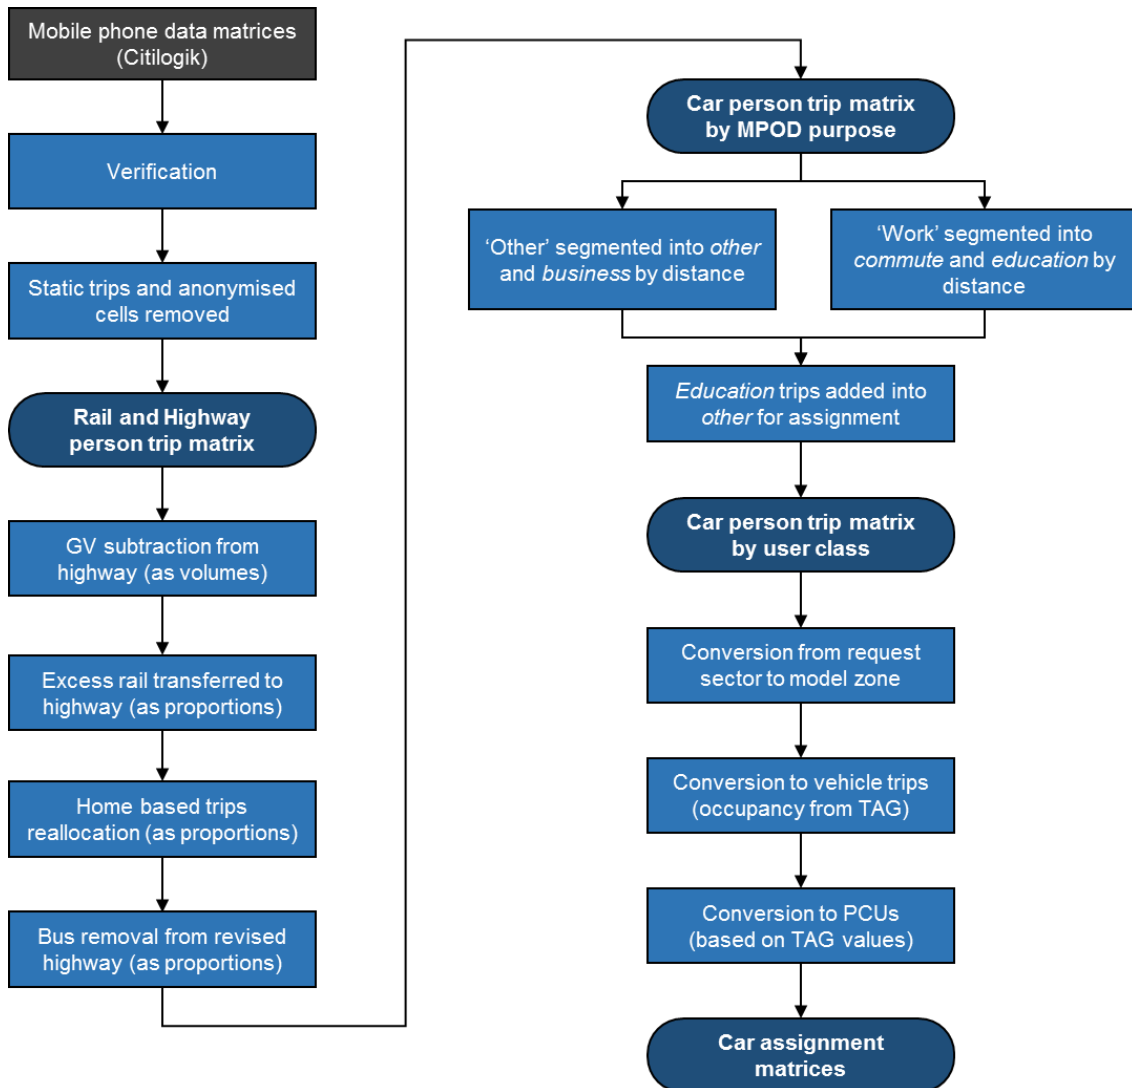 Mobile phone data matrices
(Citilogik)
Verification
Static trips and anonymised
cells removed
Rail and Highway
person trip matrix
GV subtraction from
highway (as volumes)
Excess rail transferred to
highway (as proportions)
Home based trips
reallocation (as proportions)
Bus removal from revised
highway (as proportions)
Car person trip matrix
by MPOD purpose
‘Other’ segmented into other
and business by distance
‘Work’ segmented into
commute and education by
distance
Education trips added into
other for assignment
Car person trip matrix
by user class
Conversion from request
sector to model zone
Conversion to vehicle trips
(occupancy from TAG)
Conversion to PCUs
(based on TAG values)
Car assignment
matrices